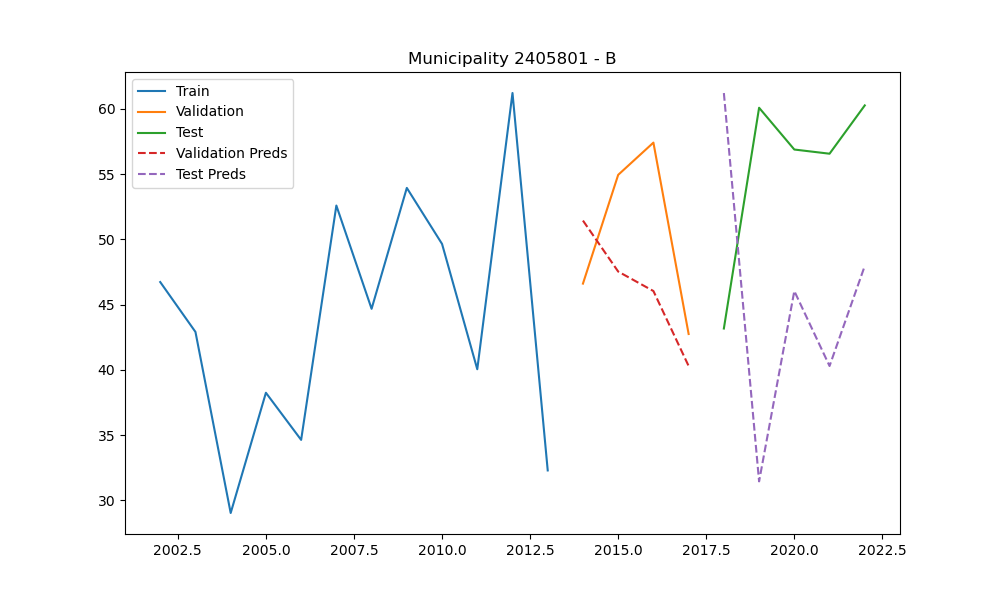 Municipality 2405801 - B
Train
Validation
Test
Validation Preds
Test Preds
60
55
50
45
40
35
30
2002.5 2005.0 2007.5 2010.0 2012.5 2015.0 2017.5 2020.0 2022.5